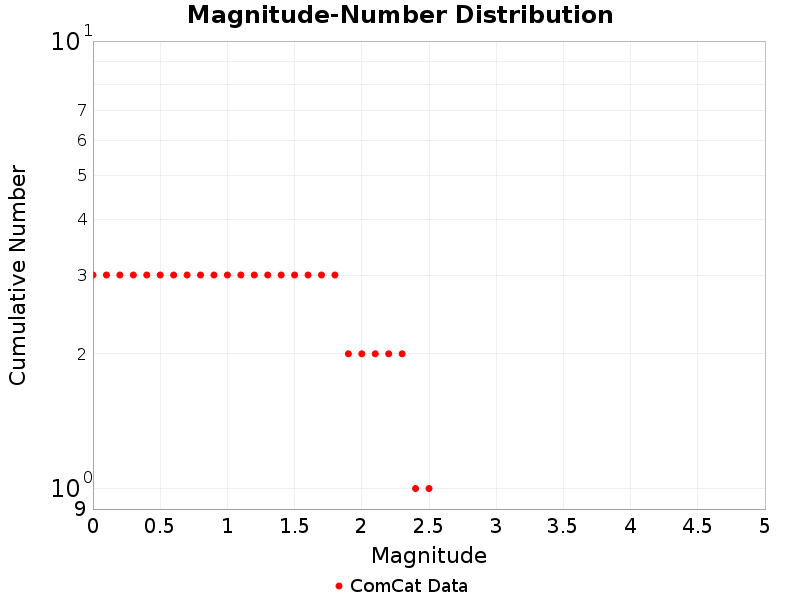 Magnitude-Number Distribution
Cumulative Number
10^1
7
6
5
4
3
2
10^0
9
0 0.5 1 1.5 2 2.5 3 3.5 4 4.5 5
Magnitude
ComCat Data